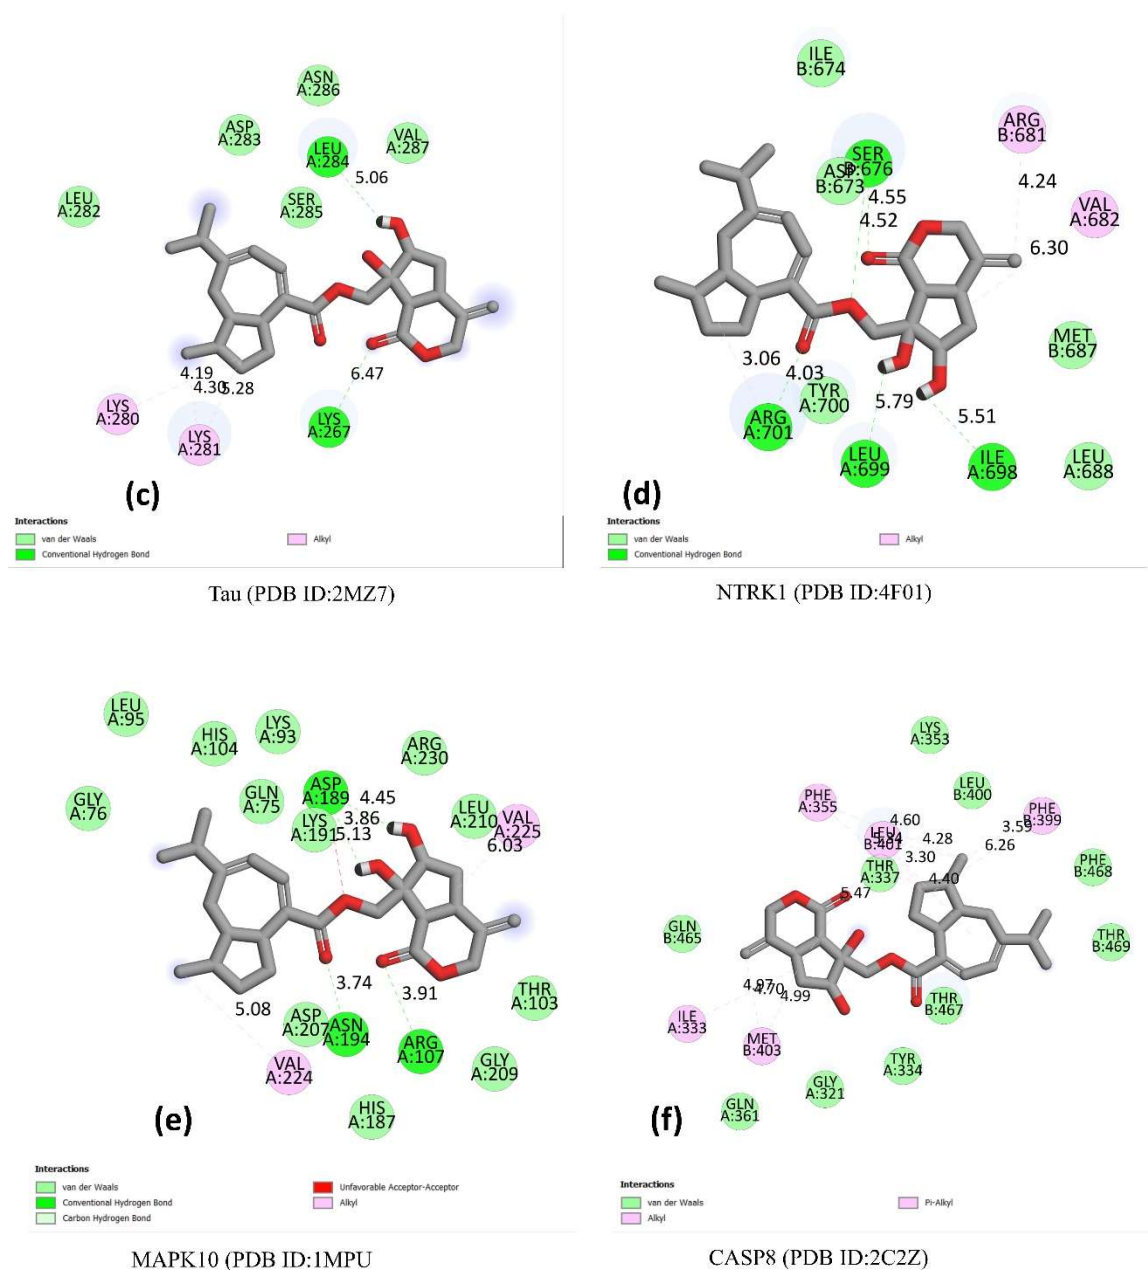 ASN
A:286
ASP
A:283
LEU
A:284
VAL
A:287
5.06
LEU
A:282
SER
A:285
4.19
4.30
5.28
6.47
LYS
A:280
LYS
A:281
LYS
A:267
(c)
Interactions
van der Waals
Conventional Hydrogen Bond
Alkyl
Tau (PDB ID:2MZ7)
ILE
B:674
ARG
B:681
SER
B:676
ASP
B:673
4.55
4.52
4.24
VAL
B:682
6.30
MET
B:687
3.06
4.03
TYR
A:700
5.79
5.51
ARG
A:701
LEU
A:699
ILE
A:698
LEU
A:688
(d)
Interactions
van der Waals
Conventional Hydrogen Bond
Alkyl
NTRK1 (PDB ID:4F01)
LEU
A:95
HIS
A:104
LYS
A:93
ARG
A:230
GLY
A:76
GLN
A:75
ASP
A:189
4.45
3.86
LYS
A:191
5.13
LEU
A:210
VAL
A:225
6.03
3.74
3.91
5.08
THR
A:103
ASP
A:207
ASN
A:194
ARG
A:107
VAL
A:224
GLY
A:209
HIS
A:187
(e)
Interactions
van der Waals
Conventional Hydrogen Bond
Carbon Hydrogen Bond
Unfavorable Acceptor-Acceptor
Alkyl
MAPK10 (PDB ID:1MPU
LYS
A:353
PHE
A:355
LEU
B:400
PHE
B:399
4.60
3.59
LEU
B:401
4.28
6.26
3.30
THR
A:337
4.40
5.47
PHE
B:468
GLN
B:465
THR
B:469
4.97
4.70
4.99
ILE
A:333
MET
B:403
THR
B:467
TYR
A:334
GLY
A:321
GLN
A:361
(f)
Interactions
van der Waals
Alkyl
Pi-Alkyl
CASP8 (PDB ID:2C2Z)